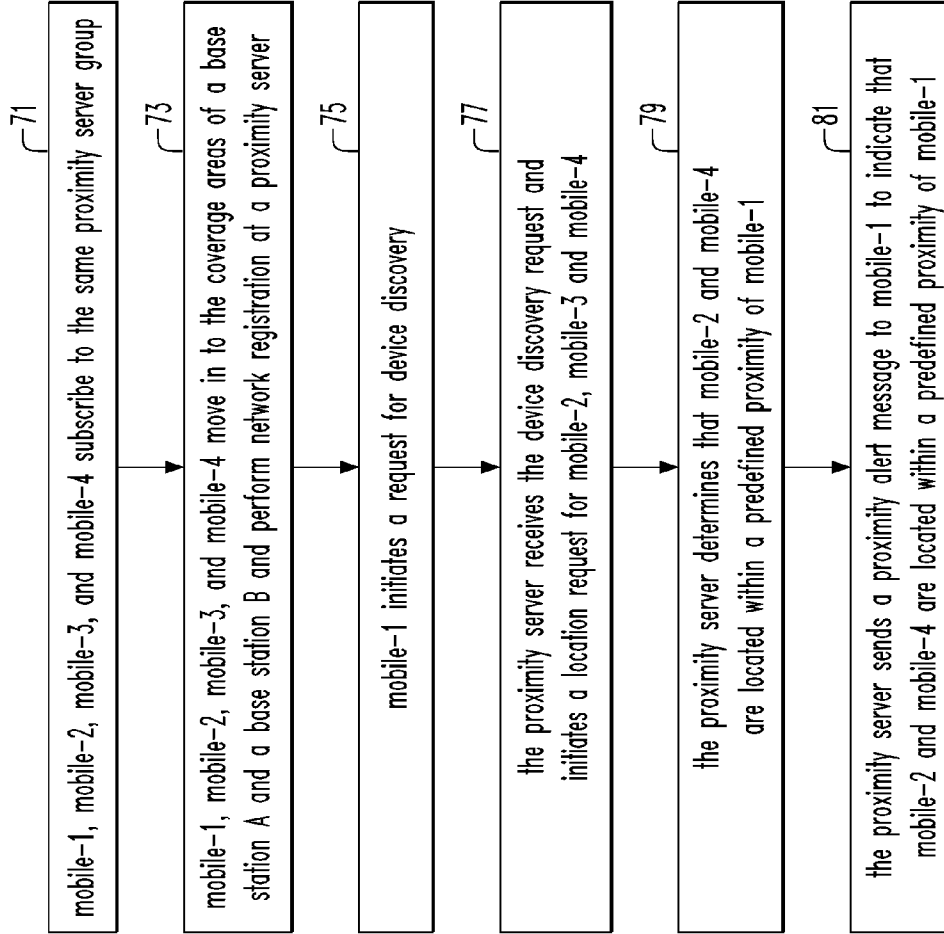 71
mobile-1, mobile-2, mobile-3, and mobile-4 subscribe to the same proximity server group
73
mobile-1, mobile-2, mobile-3, and mobile-4 move in to the coverage areas of a base
station A and a base station B and perform network registration at a proximity server
75
mobile-1 initiates a request for device discovery
77
the proximity server receives the device discovery request and
initiates a location request for mobile-2, mobile-3 and mobile-4
79
the proximity server determines that mobile-2 and mobile-4
are located within a predefined proximity of mobile-1
81
the proximity server sends a proximity alert message to mobile-1 to indicate that
mobile-2 and mobile-4 are located within a predefined proximity of mobile-1